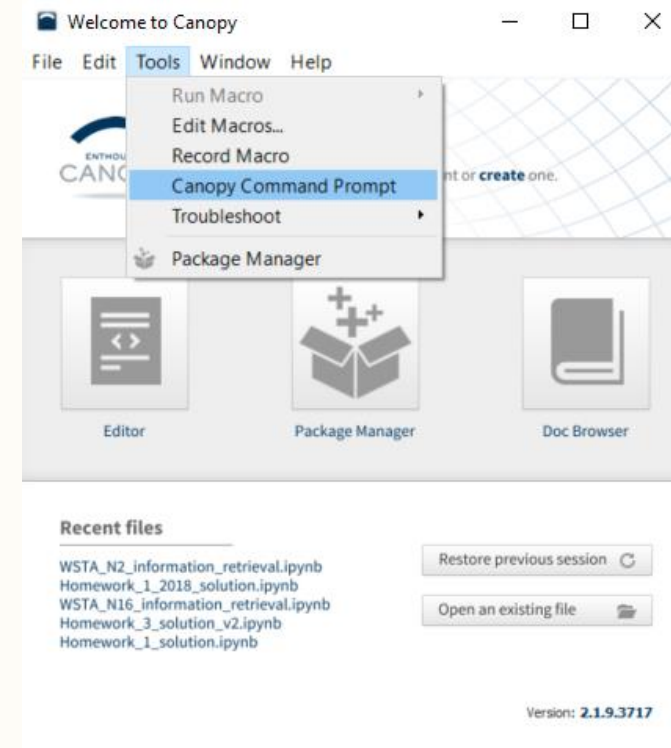 Welcome to Canopy
File Edit Tools Window Help
Run Macro
Edit Macros...
Record Macro
Canopy Command Prompt
Troubleshoot
Package Manager
ENTHOU
CANO
nt or create one.
Editor
Package Manager
Doc Browser
Recent files
WSTA_N2_information_retrieval.ipynb
Homework_1_2018_solution.ipynb
WSTA_N16_information_retrieval.ipynb
Homework_3_solution_v2.ipynb
Homework_1_solution.ipynb
Restore previous session
Open an existing file
Version: 2.1.9.3717